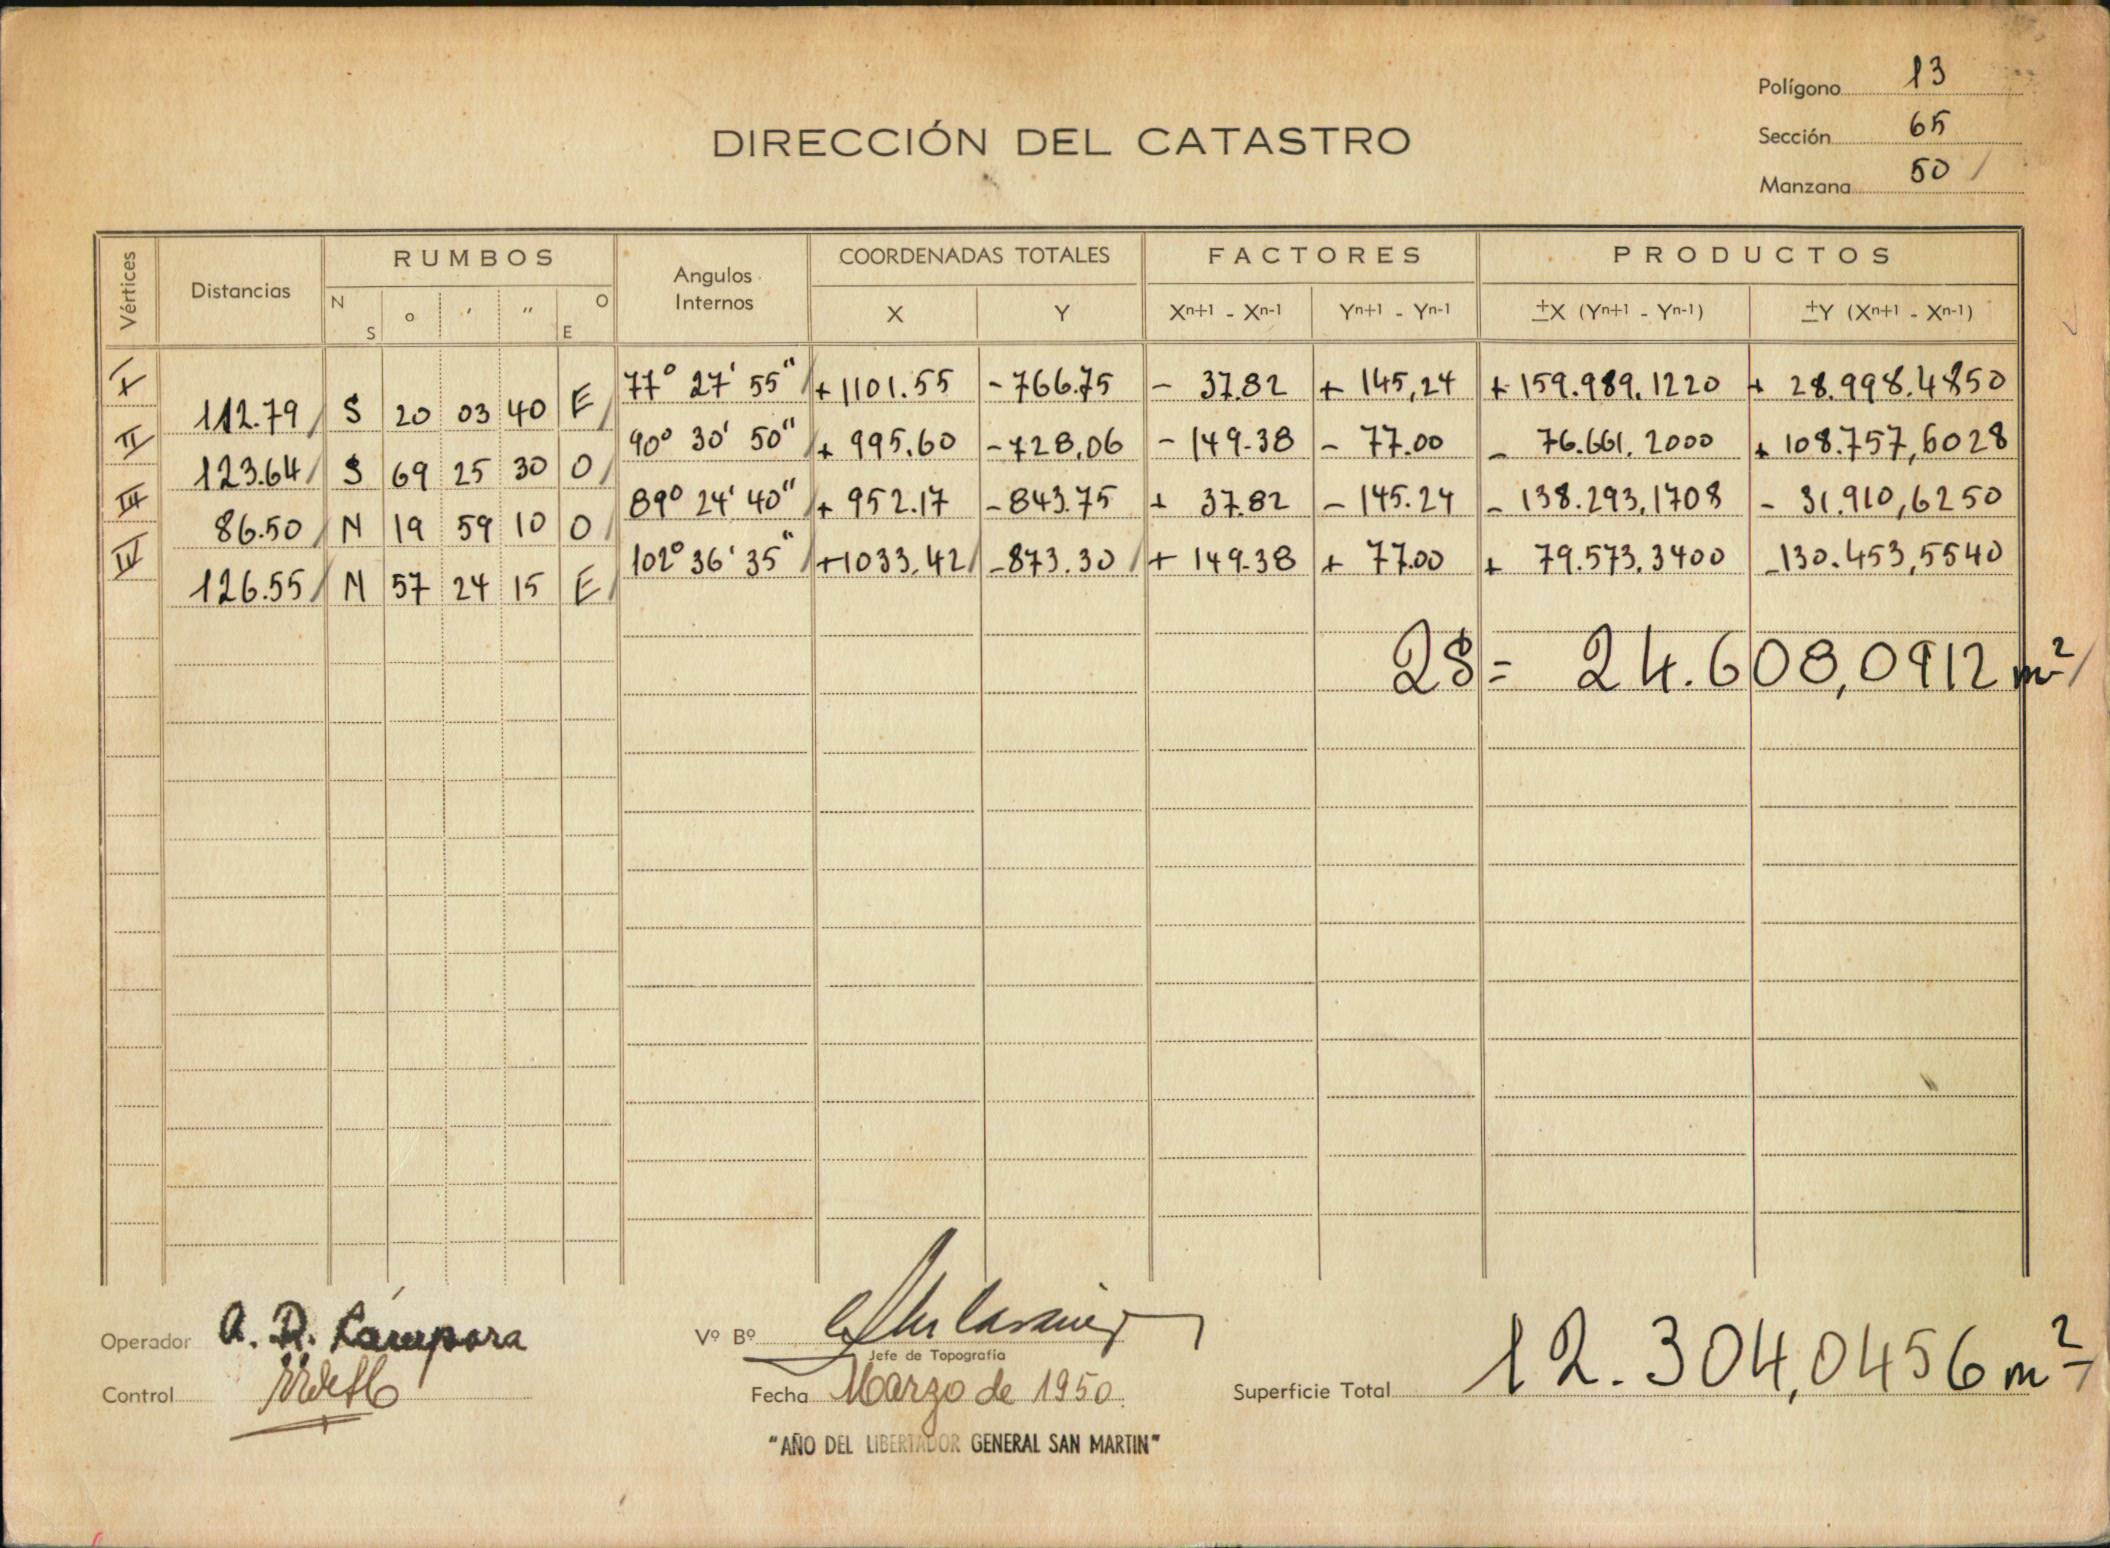 Polígono 13
Sección 65
Manzana 50 /
DIRECCIÓN DEL CATASTRO
Vértices Distancias RUMBOS Angulos Internos COORDENADAS TOTALES FACTORES PRODUCTOS
N S ° ' " O E X Y Xn+1 - Xn-1 Yn+1 - Yn-1 ±X (Yn+1 - Yn-1) ±Y (Xn+1 - Xn-1)
I 77° 27' 55" +1101.55 -766.75 - 37.82 + 145,24 + 159.989.1220 + 28.998.4850
112.79 / S 20 03 40 E /
II 90° 30' 50" + 995.60 -728.06 - 149.38 - 77.00 - 76.661.2000 + 108.757,6028
123.64 / S 69 25 30 O /
III 89° 24' 40" + 952.17 -843.75 + 37.82 - 145.24 - 138.293,1708 - 31.910,6250
86.50 / N 19 59 10 O /
IV 102° 36' 35" +1033.42 / -873.30 / + 149.38 + 77.00 + 79.573.3400 -130.453,5540
126.55 / N 57 24 15 E /
2S = 24.608,0912 m² /
Operador A. D. Cámpora
Control
Vº Bº
Jefe de Topografía
Fecha Marzo de 1950.
Superficie Total 12.304,0456 m²
"AÑO DEL LIBERTADOR GENERAL SAN MARTIN"